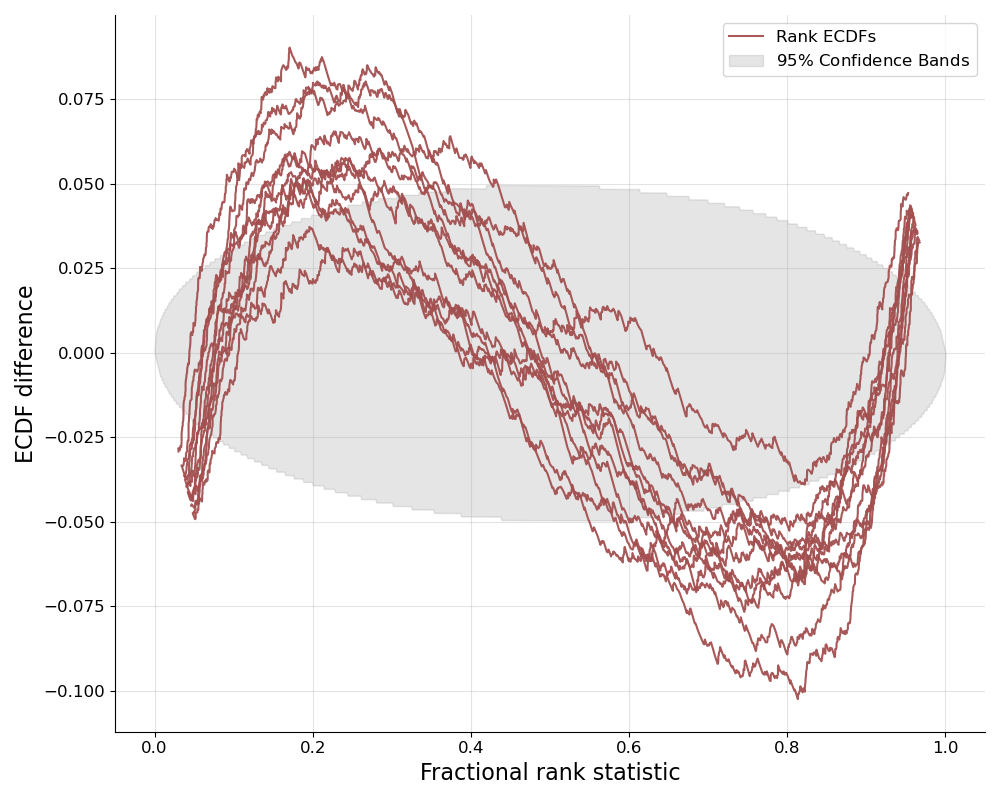 Rank ECDFs
95% Confidence Bands
ECDF difference
0.075
0.050
0.025
0.000
−0.025
−0.050
−0.075
−0.100
0.0 0.2 0.4 0.6 0.8 1.0
Fractional rank statistic